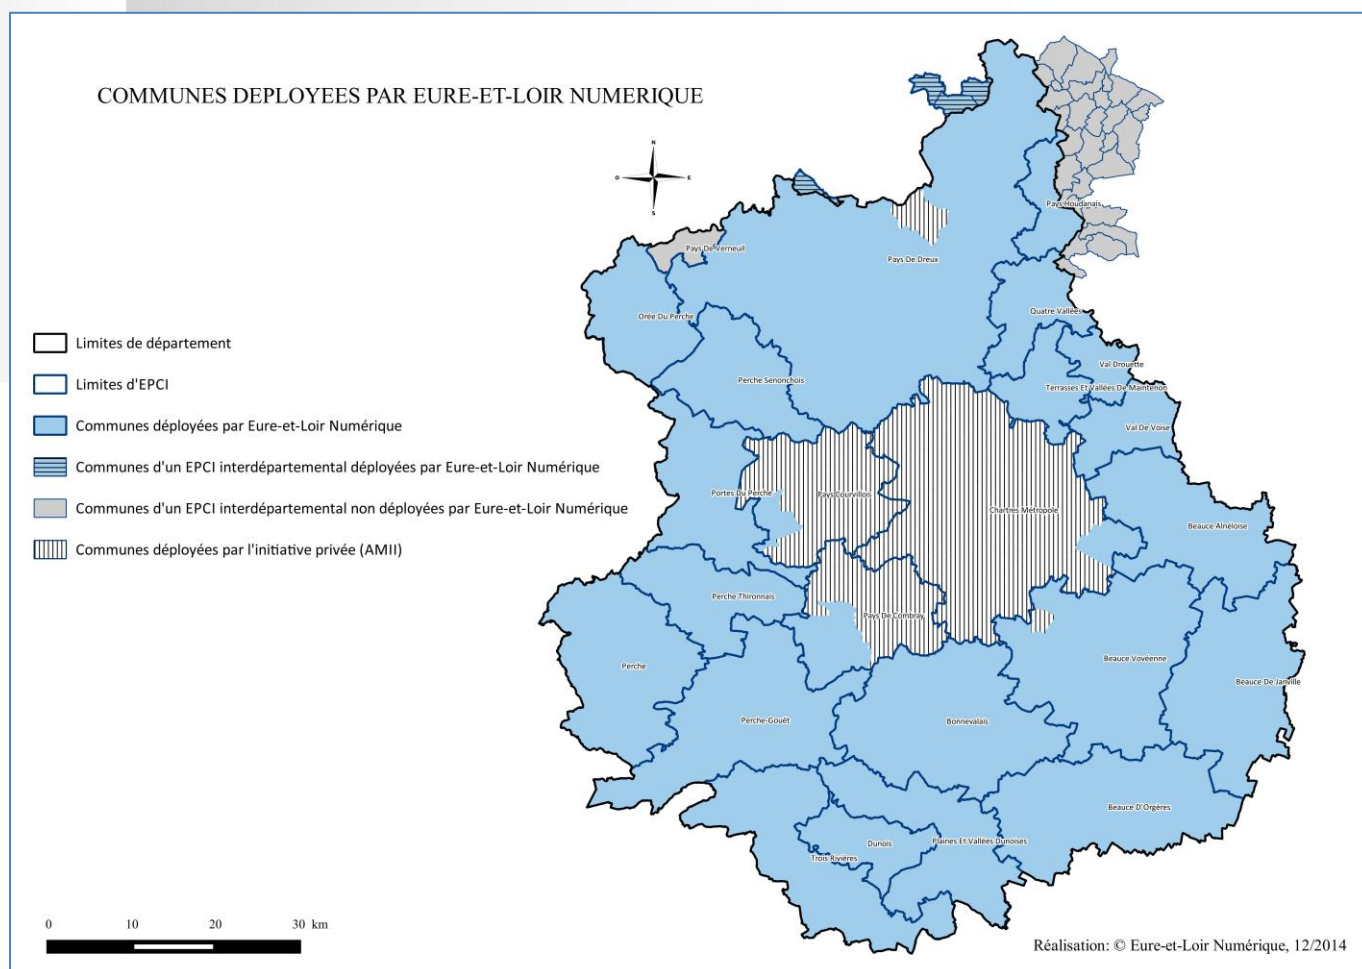 COMMUNES DEPLOYEES PAR EURE-ET-LOIR NUMERIQUE
N
O
E
S
Pays Houdanais
Pays De Verneuil
Pays De Dreux
Orée Du Perche
Quatre Vallées
Limites de département
Val Drouette
Perche Senonchois
Terrasses Et Vallées De Maintenon
Limites d'EPCI
Communes déployées par Eure-et-Loir Numérique
Val De Voise
Communes d'un EPCI interdépartemental déployées par Eure-et-Loir Numérique
Portes Du Perche
Pays Courvillois
Communes d'un EPCI interdépartemental non déployées par Eure-et-Loir Numérique
Chartres Métropole
Beauce Alnéloise
Communes déployées par l'initiative privée (AMII)
Perche Thironnais
Pays De Combray
Perche
Beauce Vovéenne
Beauce De Janville
Perche-Gouët
Bonnevalais
Beauce D'Orgères
Dunois
Plaines Et Vallées Dunoises
Trois Rivières
0 10 20 30 km
Réalisation: © Eure-et-Loir Numérique, 12/2014